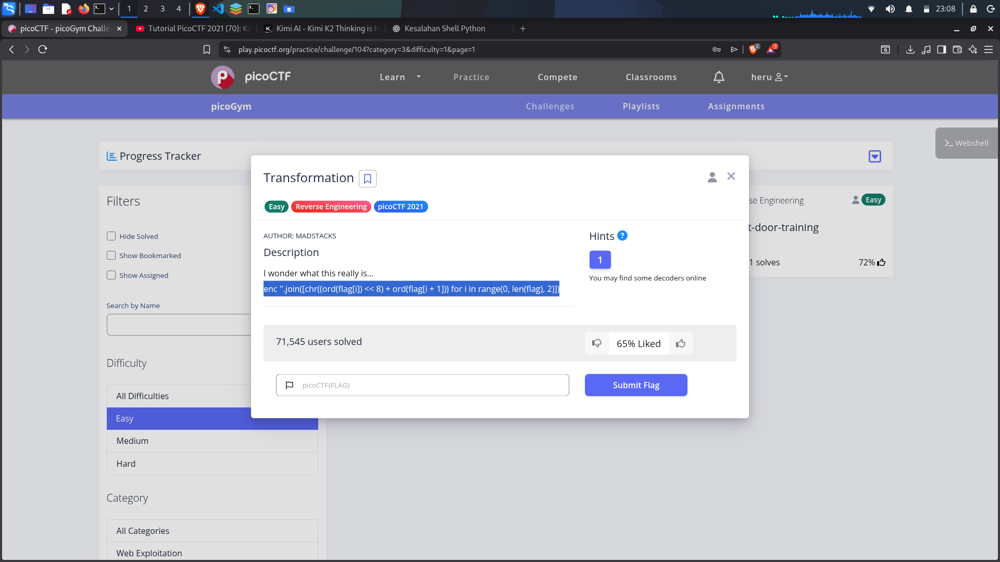 1
2
3
4
23:08
picoCTF - picoGym Challe
Tutorial PicoCTF 2021 (70): Ka
Kimi AI - Kimi K2 Thinking is h
Kesalahan Shell Python
play.picoctf.org/practice/challenge/104?category=3&difficulty=1&page=1
2
1
picoCTF
Learn
Practice
Compete
Classrooms
heru
picoGym
Challenges
Playlists
Assignments
Webshell
Progress Tracker
Filters
Hide Solved
Show Bookmarked
Show Assigned
Search by Name
Difficulty
All Difficulties
Easy
Medium
Hard
Category
All Categories
Web Exploitation
Transformation
Easy
Reverse Engineering
picoCTF 2021
AUTHOR: MADSTACKS
Description
I wonder what this really is...
enc ''.join([chr((ord(flag[i]) << 8) + ord(flag[i + 1])) for i in range(0, len(flag), 2)])
Hints ?
1
You may find some decoders online
71,545 users solved
65% Liked
picoCTF{FLAG}
Submit Flag
se Engineering
Easy
t-door-training
1 solves
72%